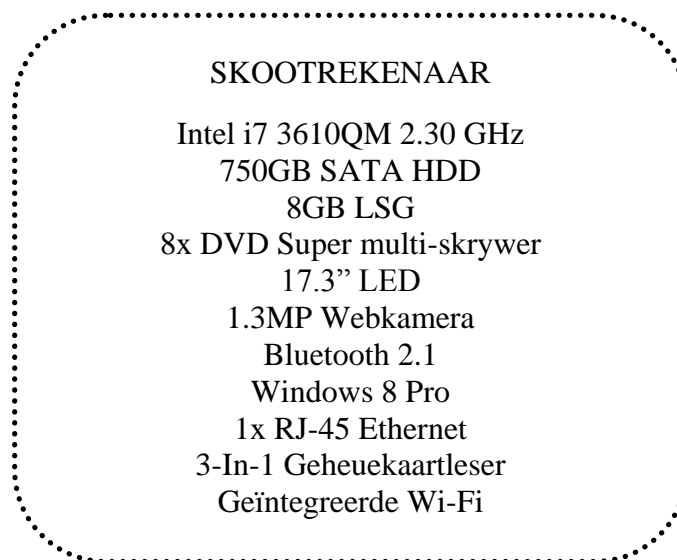 SKOOTREKENAAR
Intel i7 3610QM 2.30 GHz
750GB SATA HDD
8GB LSG
8x DVD Super multi-skrywer
17.3” LED
1.3MP Webkamera
Bluetooth 2.1
Windows 8 Pro
1x RJ-45 Ethernet
3-In-1 Geheuekaartleser
Geïntegreerde Wi-Fi